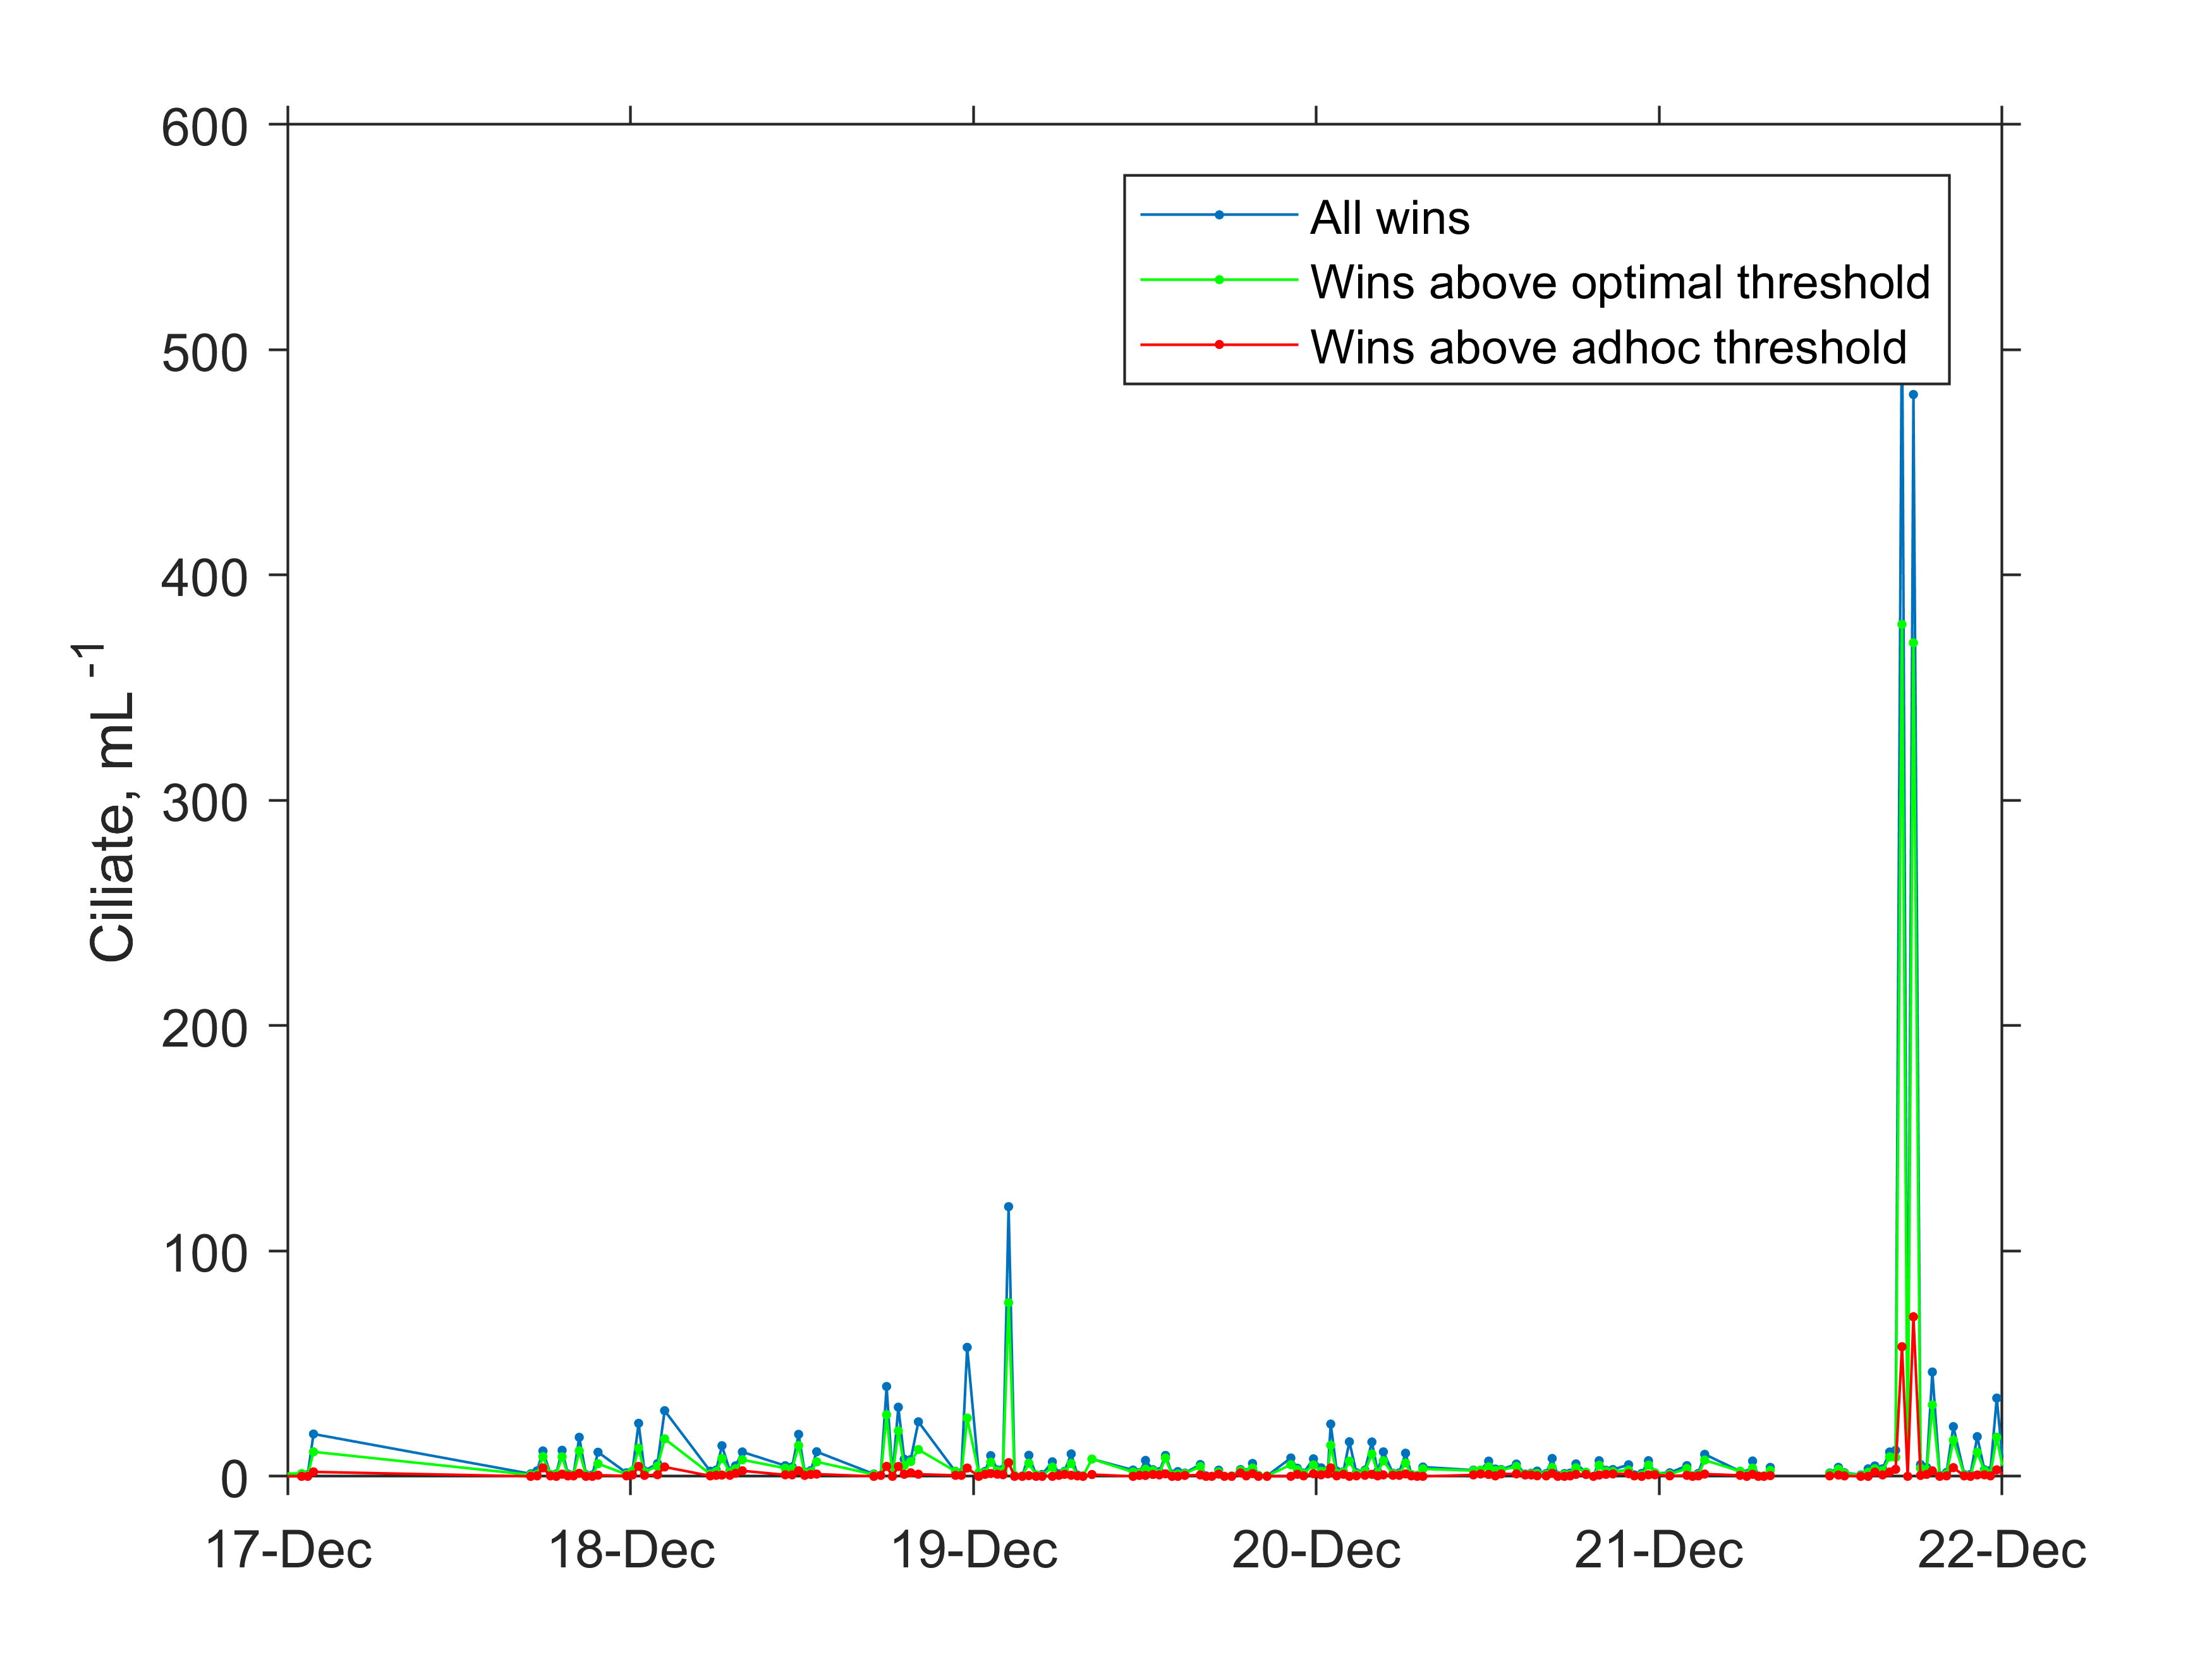 600
500
400
300
200
100
0
Ciliate, mL -1
All wins
Wins above optimal threshold
Wins above adhoc threshold
17-Dec 18-Dec 19-Dec 20-Dec 21-Dec 22-Dec